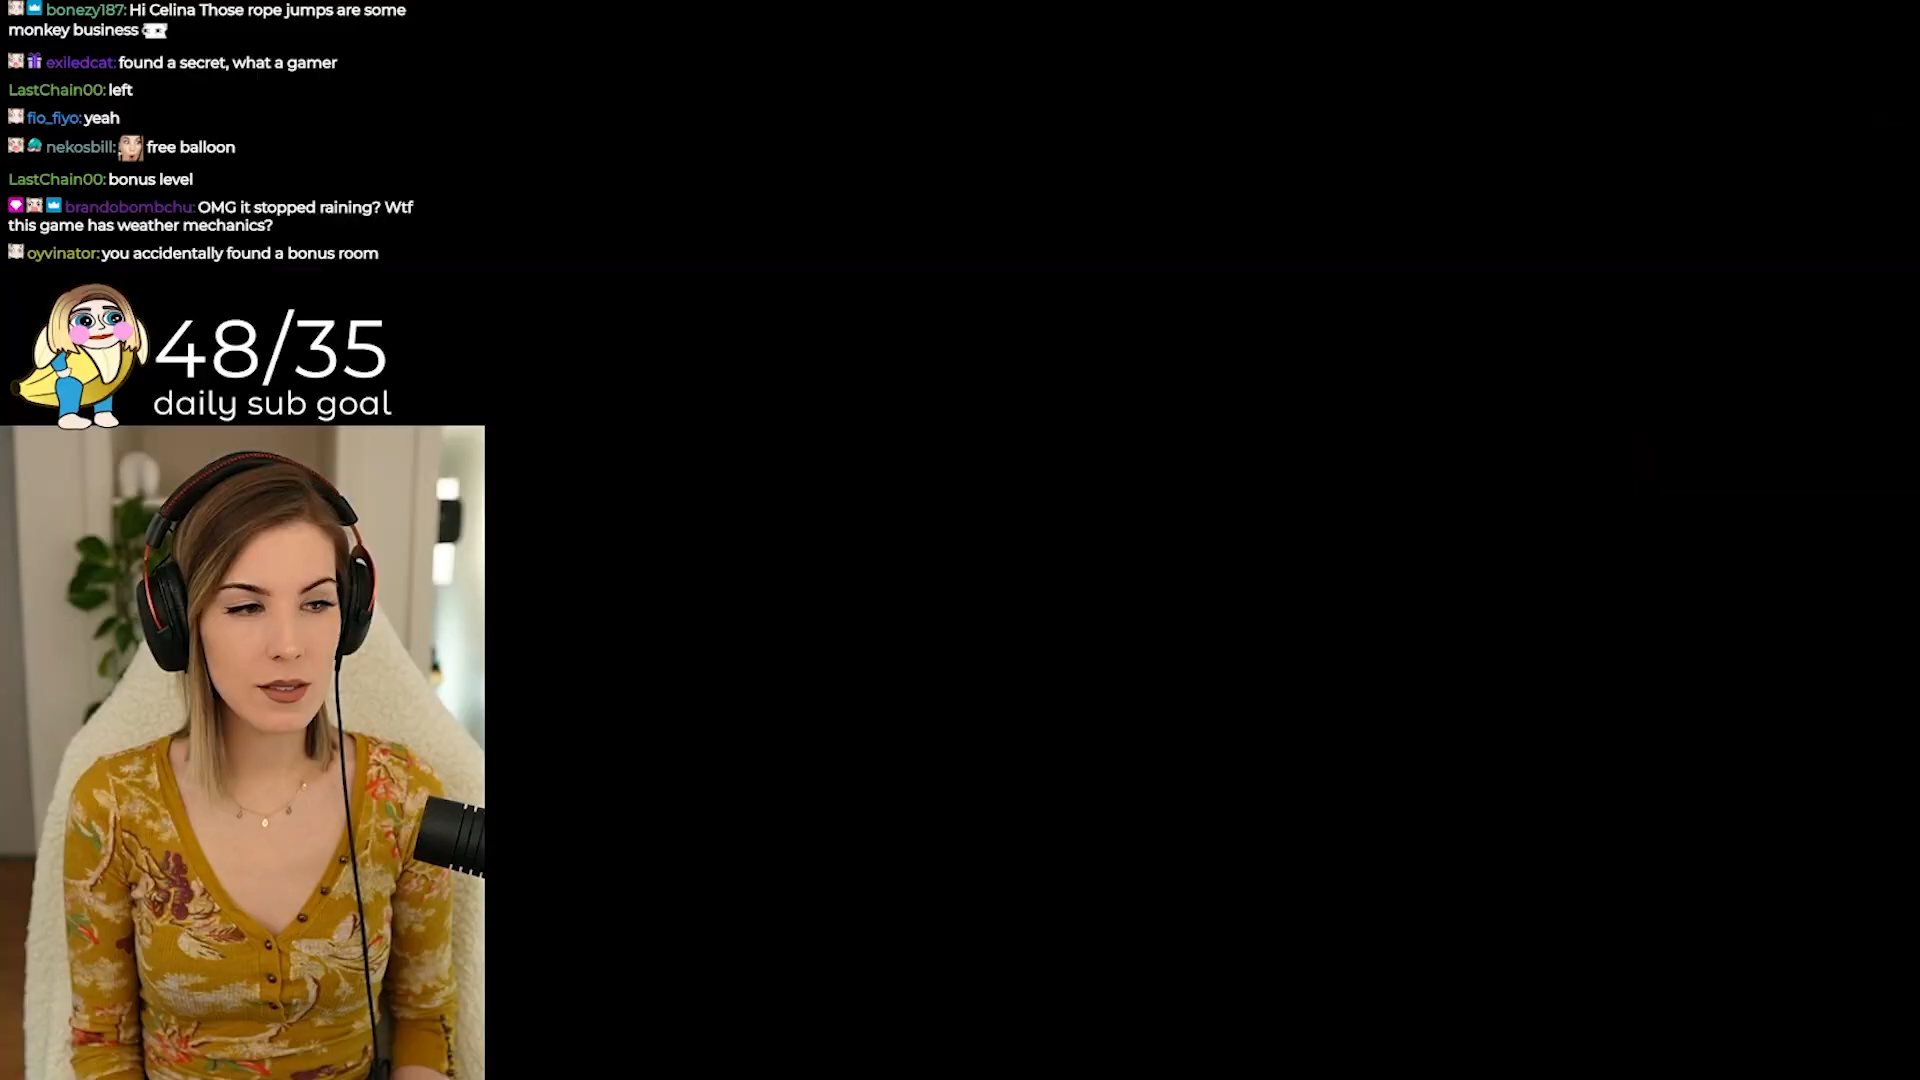 bonezy187: Hi Celina Those rope jumps are some
monkey business
exiledcat: found a secret, what a gamer
LastChain00: left
fio_fiyo: yeah
nekosbill: free balloon
LastChain00: bonus level
brandobombchu: OMG it stopped raining? Wtf
this game has weather mechanics?
oyvinator: you accidentally found a bonus room
48/35
daily sub goal